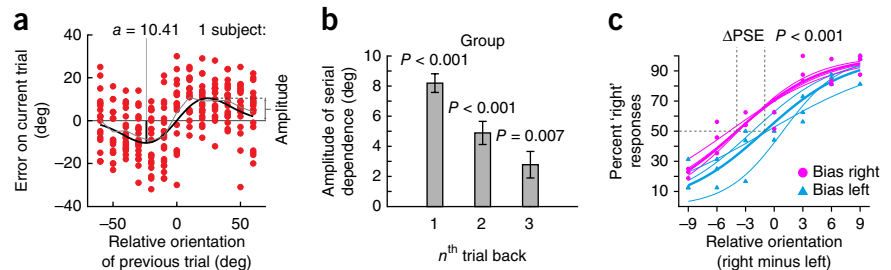 a
a = 10.41
1 subject:
Error on current trial
(deg)
40
20
0
−20
−40
−50
0
50
Relative orientation
of previous trial (deg)
Amplitude
b
Group
Amplitude of serial
dependence (deg)
10
8
6
4
2
0
P < 0.001
P < 0.001
P = 0.007
1
2
3
nth trial back
c
ΔPSE
P < 0.001
Percent ‘right’
responses
90
70
50
30
10
Bias right
Bias left
−9
−6
−3
0
3
6
9
Relative orientation
(right minus left)